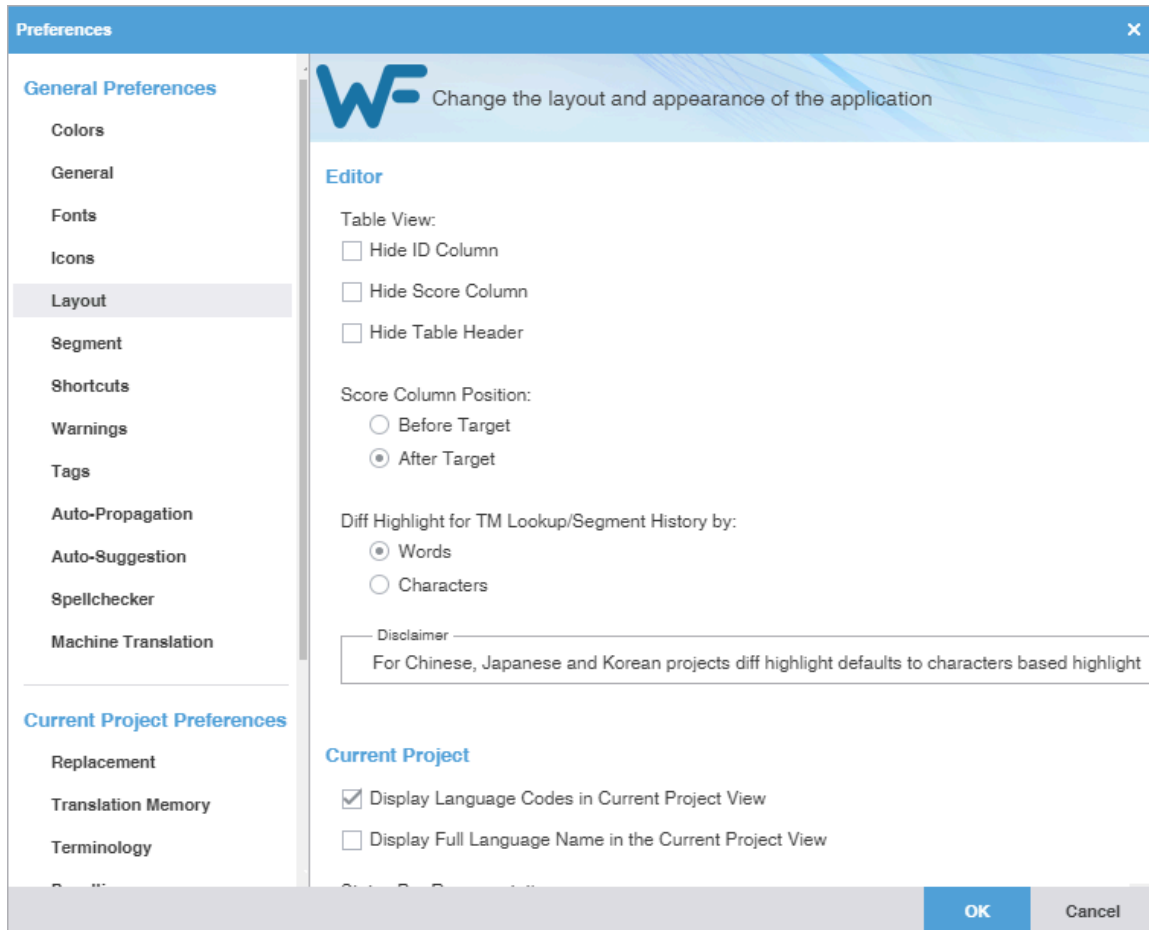 Preferences
General Preferences
Colors
General
Fonts
Icons
Layout
Segment
Shortcuts
Warnings
Tags
Auto-Propagation
Auto-Suggestion
Spellchecker
Machine Translation
Current Project Preferences
Replacement
Translation Memory
Terminology
WF Change the layout and appearance of the application
Editor
Table View:
Hide ID Column
Hide Score Column
Hide Table Header
Score Column Position:
Before Target
After Target
Diff Highlight for TM Lookup/Segment History by:
Words
Characters
Disclaimer
For Chinese, Japanese and Korean projects diff highlight defaults to characters based highlight
Current Project
Display Language Codes in Current Project View
Display Full Language Name in the Current Project View
OK Cancel